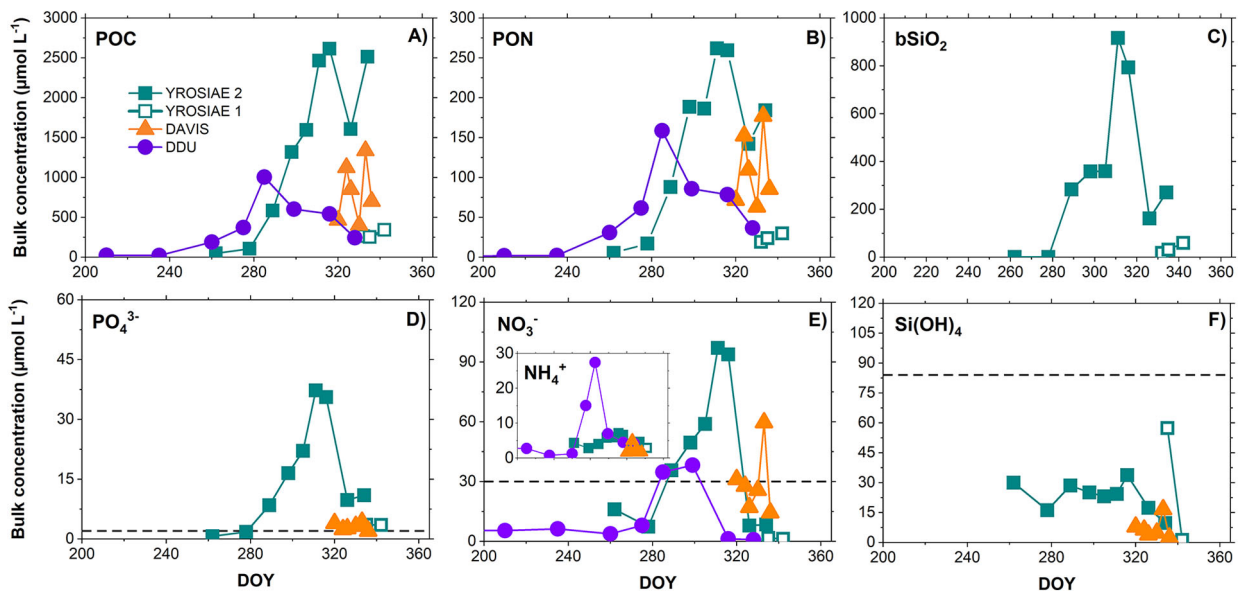 Bulk concentration (µmol L⁻¹)
3000
2500
2000
1500
1000
500
0
POC
A)
YROSIAE 2
YROSIAE 1
DAVIS
DDU
200 240 280 320 360
300
250
200
150
100
50
0
PON
B)
200 240 280 320 360
1000
800
600
400
200
0
bSiO₂
C)
200 220 240 260 280 300 320 340 360
Bulk concentration (µmol L⁻¹)
60
45
30
15
0
PO₄³⁻
D)
200 240 280 320 360
DOY
120
90
60
30
0
NO₃⁻
E)
30
20
10
0
NH₄⁺
200 240 280 320 360
DOY
120
105
90
75
60
45
30
15
0
Si(OH)₄
F)
200 220 240 260 280 300 320 340 360
DOY